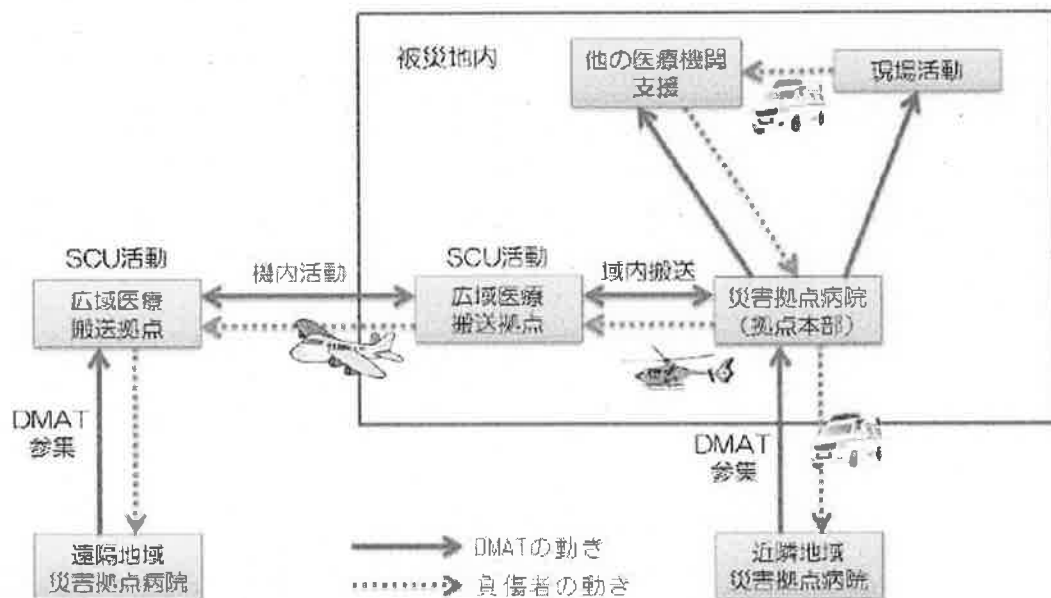 被災地内
他の医療機関
支援
現場活動
SCU活動
広域医療
搬送拠点
機内活動
SCU活動
広域医療
搬送拠点
域内搬送
災害拠点病院
(拠点本部)
DMAT
参集
DMAT
参集
遠隔地域
災害拠点病院
近隣地域
災害拠点病院
DMATの動き
負傷者の動き